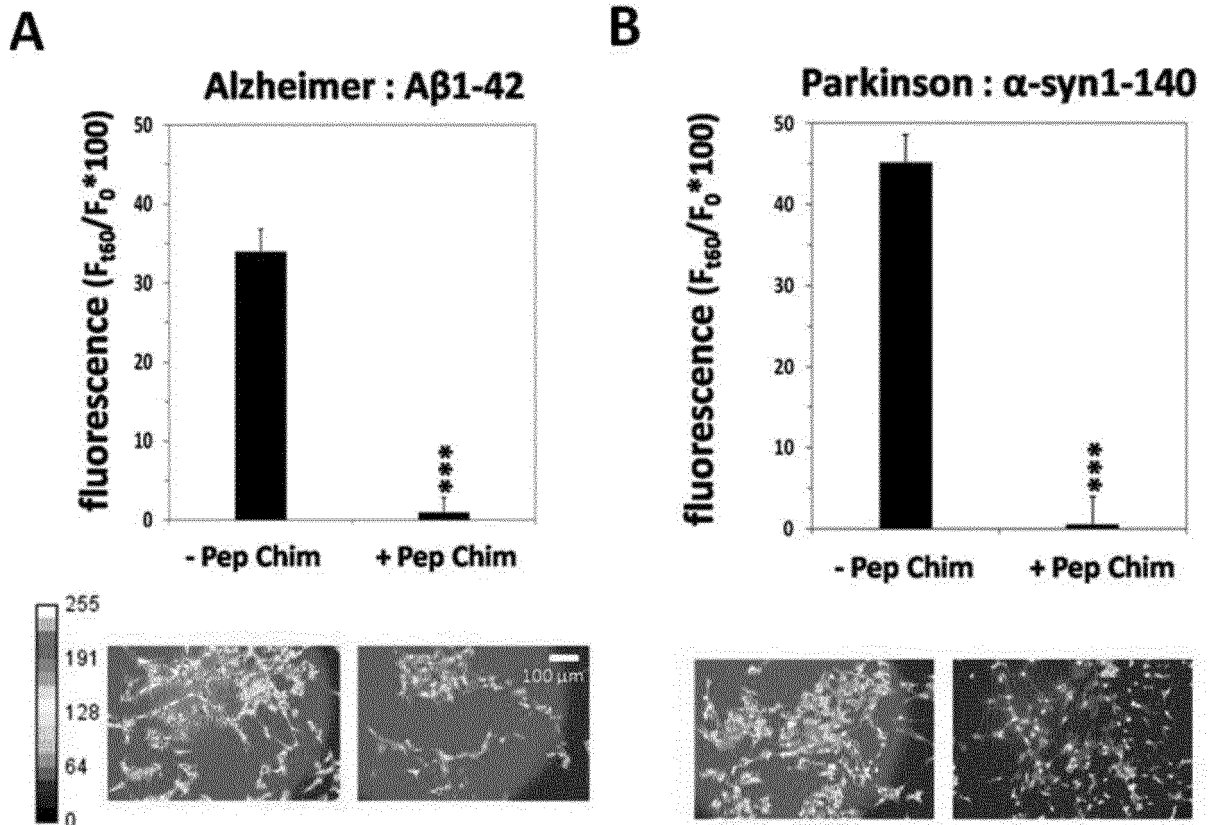 A
Alzheimer : Aβ1-42
fluorescence (Ft60/F0*100)
50
40
30
20
10
0
***
- Pep Chim
+ Pep Chim
B
Parkinson : α-syn1-140
fluorescence (Ft60/F0*100)
50
40
30
20
10
0
***
- Pep Chim
+ Pep Chim
255
191
128
64
0
100 μm